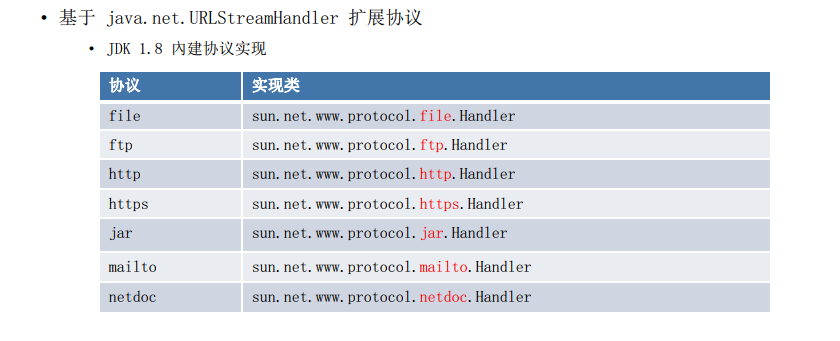 • 基于 java.net.URLStreamHandler 扩展协议
• JDK 1.8 內建协议实现
协议 实现类
file sun.net.www.protocol.file.Handler
ftp sun.net.www.protocol.ftp.Handler
http sun.net.www.protocol.http.Handler
https sun.net.www.protocol.https.Handler
jar sun.net.www.protocol.jar.Handler
mailto sun.net.www.protocol.mailto.Handler
netdoc sun.net.www.protocol.netdoc.Handler